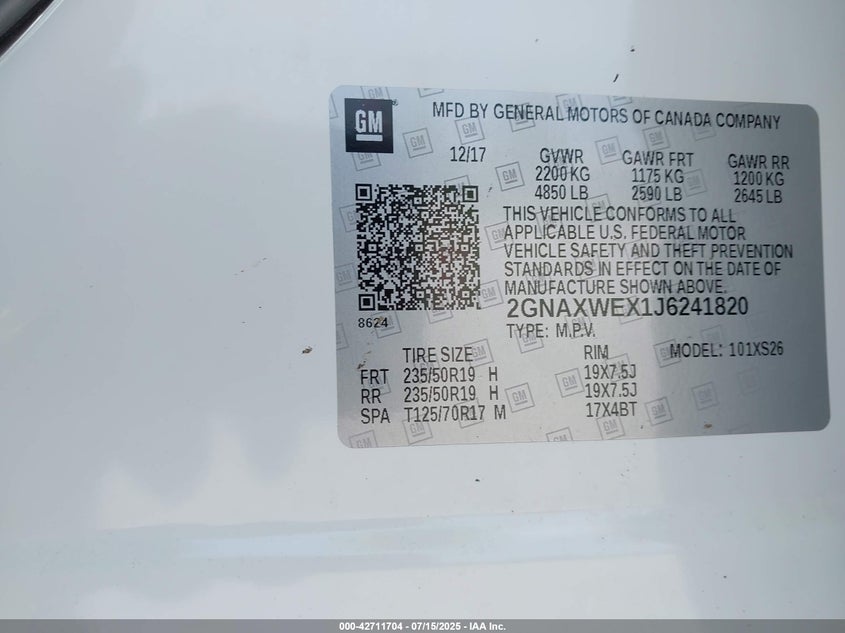 GM
MFD BY GENERAL MOTORS OF CANADA COMPANY
12/17 GVWR GAWR FRT GAWR RR
2200 KG 1175 KG 1200 KG
4850 LB 2590 LB 2645 LB
THIS VEHICLE CONFORMS TO ALL
APPLICABLE U.S. FEDERAL MOTOR
VEHICLE SAFETY AND THEFT PREVENTION
STANDARDS IN EFFECT ON THE DATE OF
MANUFACTURE SHOWN ABOVE.
8624
2GNAXWEX1J6241820
TYPE: M.P.V.
TIRE SIZE RIM MODEL: 101XS26
FRT 235/50R19 H 19X7.5J
RR 235/50R19 H 19X7.5J
SPA T125/70R17 M 17X4BT
000-42711704 - 07/15/2025 - IAA Inc.